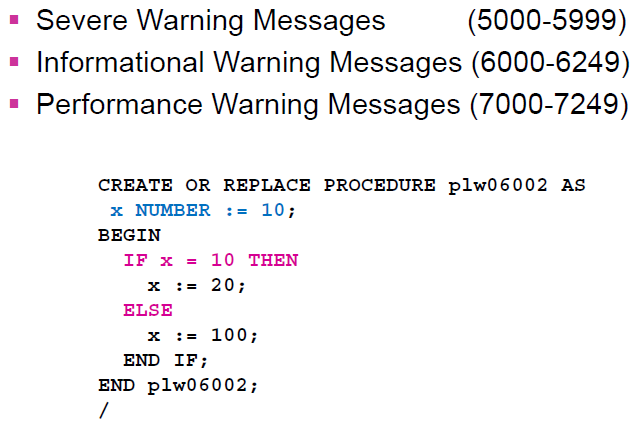 ▪ Severe Warning Messages (5000-5999)
▪ Informational Warning Messages (6000-6249)
▪ Performance Warning Messages (7000-7249)
CREATE OR REPLACE PROCEDURE plw06002 AS
x NUMBER := 10;
BEGIN
IF x = 10 THEN
x := 20;
ELSE
x := 100;
END IF;
END plw06002;
/